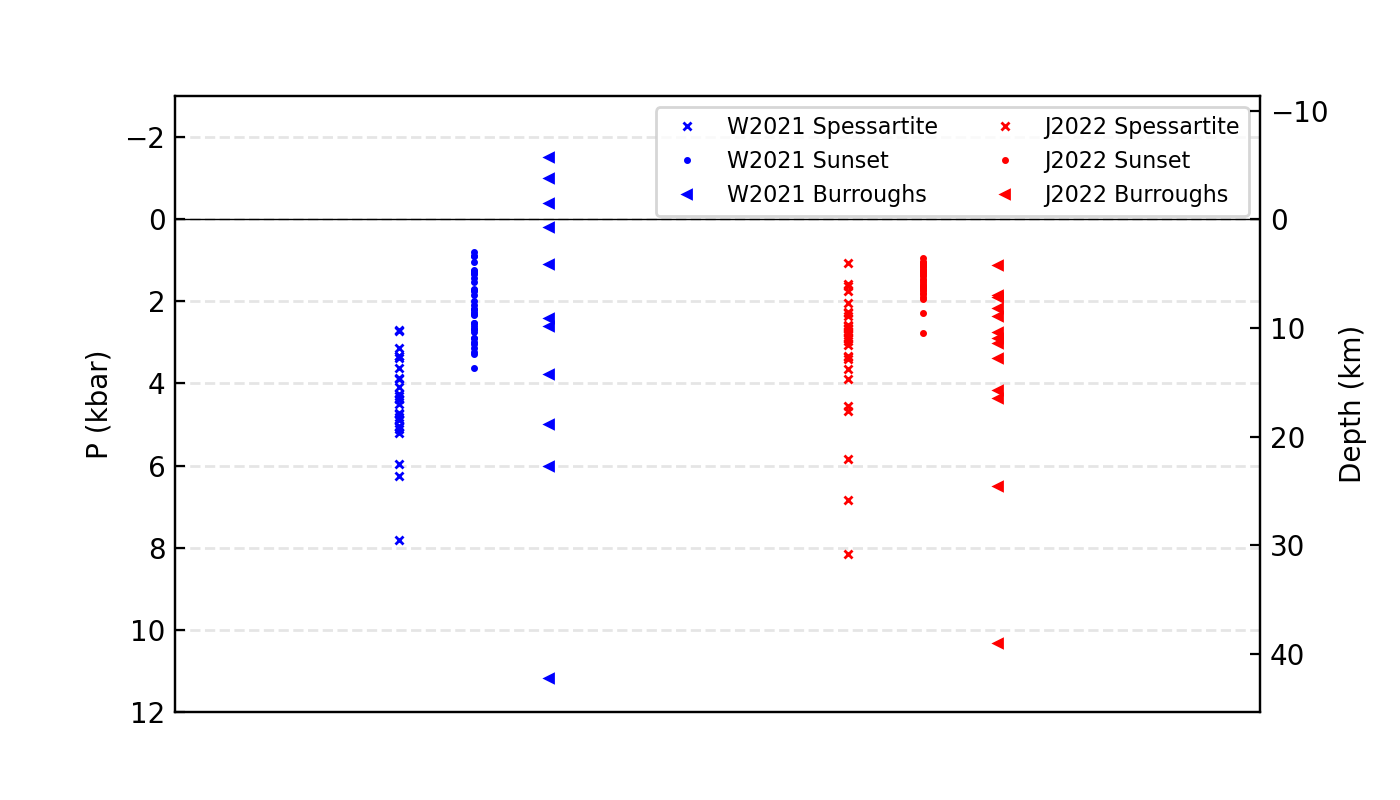 W2021 Spessartite
W2021 Sunset
W2021 Burroughs
J2022 Spessartite
J2022 Sunset
J2022 Burroughs
P (kbar)
−2
0
2
4
6
8
10
12
−10
0
10
20
30
40
Depth (km)